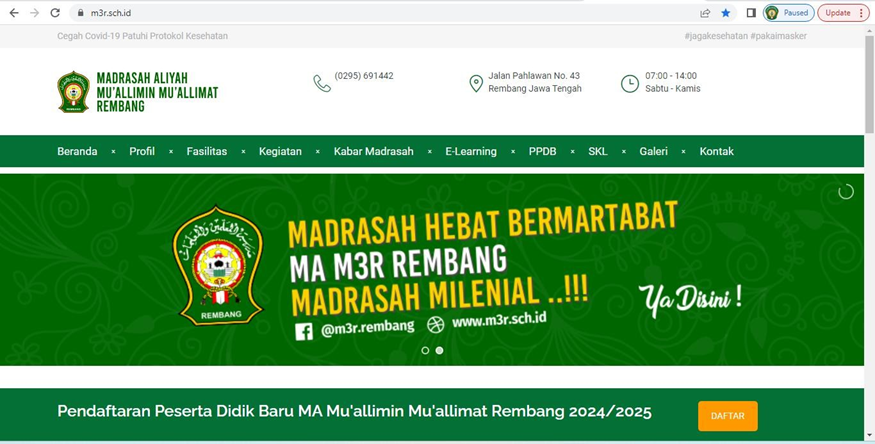 m3r.sch.id
Paused
Update
Cegah Covid-19 Patuhi Protokol Kesehatan
#jagakesehatan #pakaimasker
MADRASAH ALIYAH
MU'ALLIMIN MU'ALLIMAT
REMBANG
(0295) 691442
Jalan Pahlawan No. 43
Rembang Jawa Tengah
07:00 - 14:00
Sabtu - Kamis
Beranda × Profil × Fasilitas × Kegiatan × Kabar Madrasah × E-Learning × PPDB × SKL × Galeri × Kontak
REMBANG
MADRASAH HEBAT BERMARTABAT
MA M3R REMBANG
MADRASAH MILENIAL ..!!!
@m3r.rembang www.m3r.sch.id
Ya Disini !
Pendaftaran Peserta Didik Baru MA Mu'allimin Mu'allimat Rembang 2024/2025
DAFTAR